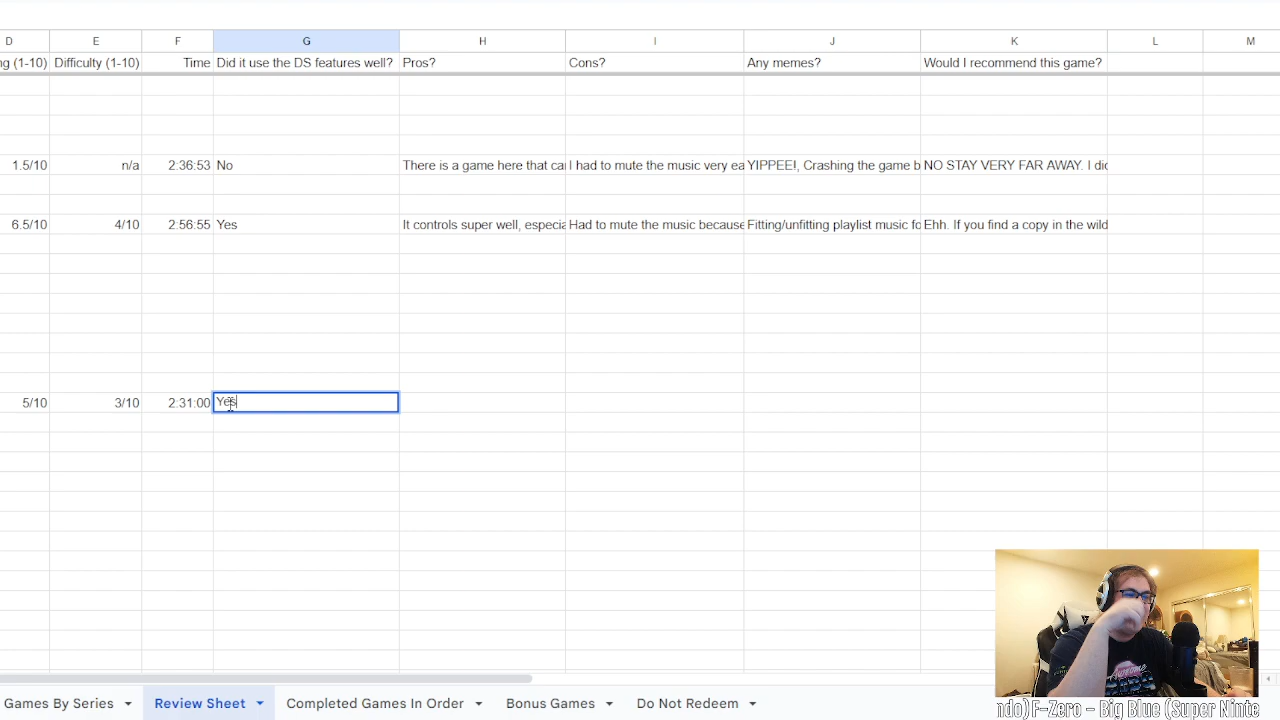 D E F G H I J K L M
ng (1-10) Difficulty (1-10) Time Did it use the DS features well? Pros? Cons? Any memes? Would I recommend this game?
1.5/10 n/a 2:36:53 No There is a game here that ca I had to mute the music very ea YIPPEE!, Crashing the game b NO STAY VERY FAR AWAY. I dic
6.5/10 4/10 2:56:55 Yes It controls super well, especia Had to mute the music because Fitting/unfitting playlist music fo Ehh. If you find a copy in the wild
5/10 3/10 2:31:00 Yes
Games By Series Review Sheet Completed Games In Order Bonus Games Do Not Redeem
ndo) F-Zero - Big Blue (Super Ninte